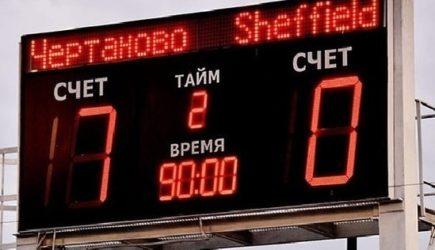 Чертаново Sheffield
СЧЕТ ТАЙМ СЧЕТ
7 2 0
ВРЕМЯ
90:00